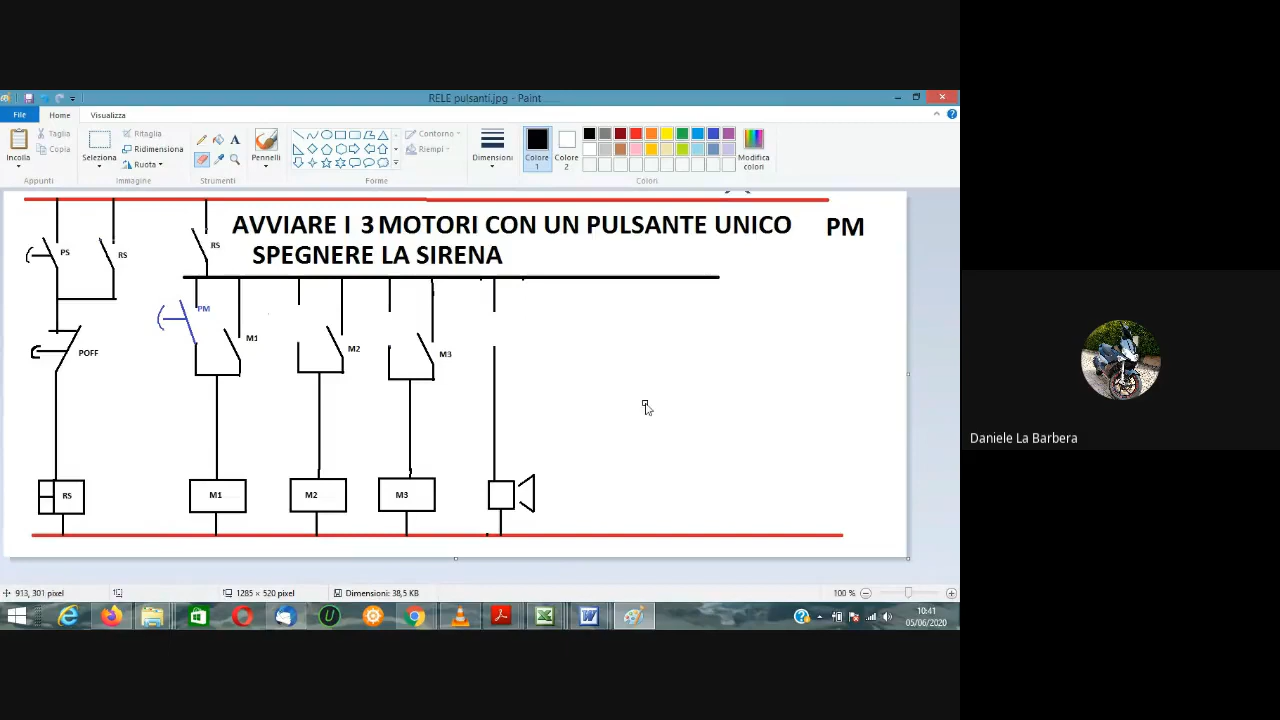 RELE pulsanti.jpg - Paint
File
Home
Visualizza
Incolla
Taglia
Copia
Appunti
Seleziona
Ritaglia
Ridimensiona
Ruota
Immagine
Strumenti
Pennelli
Forme
Contorno
Riempi
Dimensioni
Colore 1
Colore 2
Modifica colori
Colori
AVVIARE I 3 MOTORI CON UN PULSANTE UNICO PM
SPEGNERE LA SIRENA
PS
RS
RS
PM
M1
M2
M3
POFF
RS
M1
M2
M3
913, 301 pixel
1285 × 520 pixel
Dimensioni: 38,5 KB
100 %
10:41
05/06/2020
Daniele La Barbera